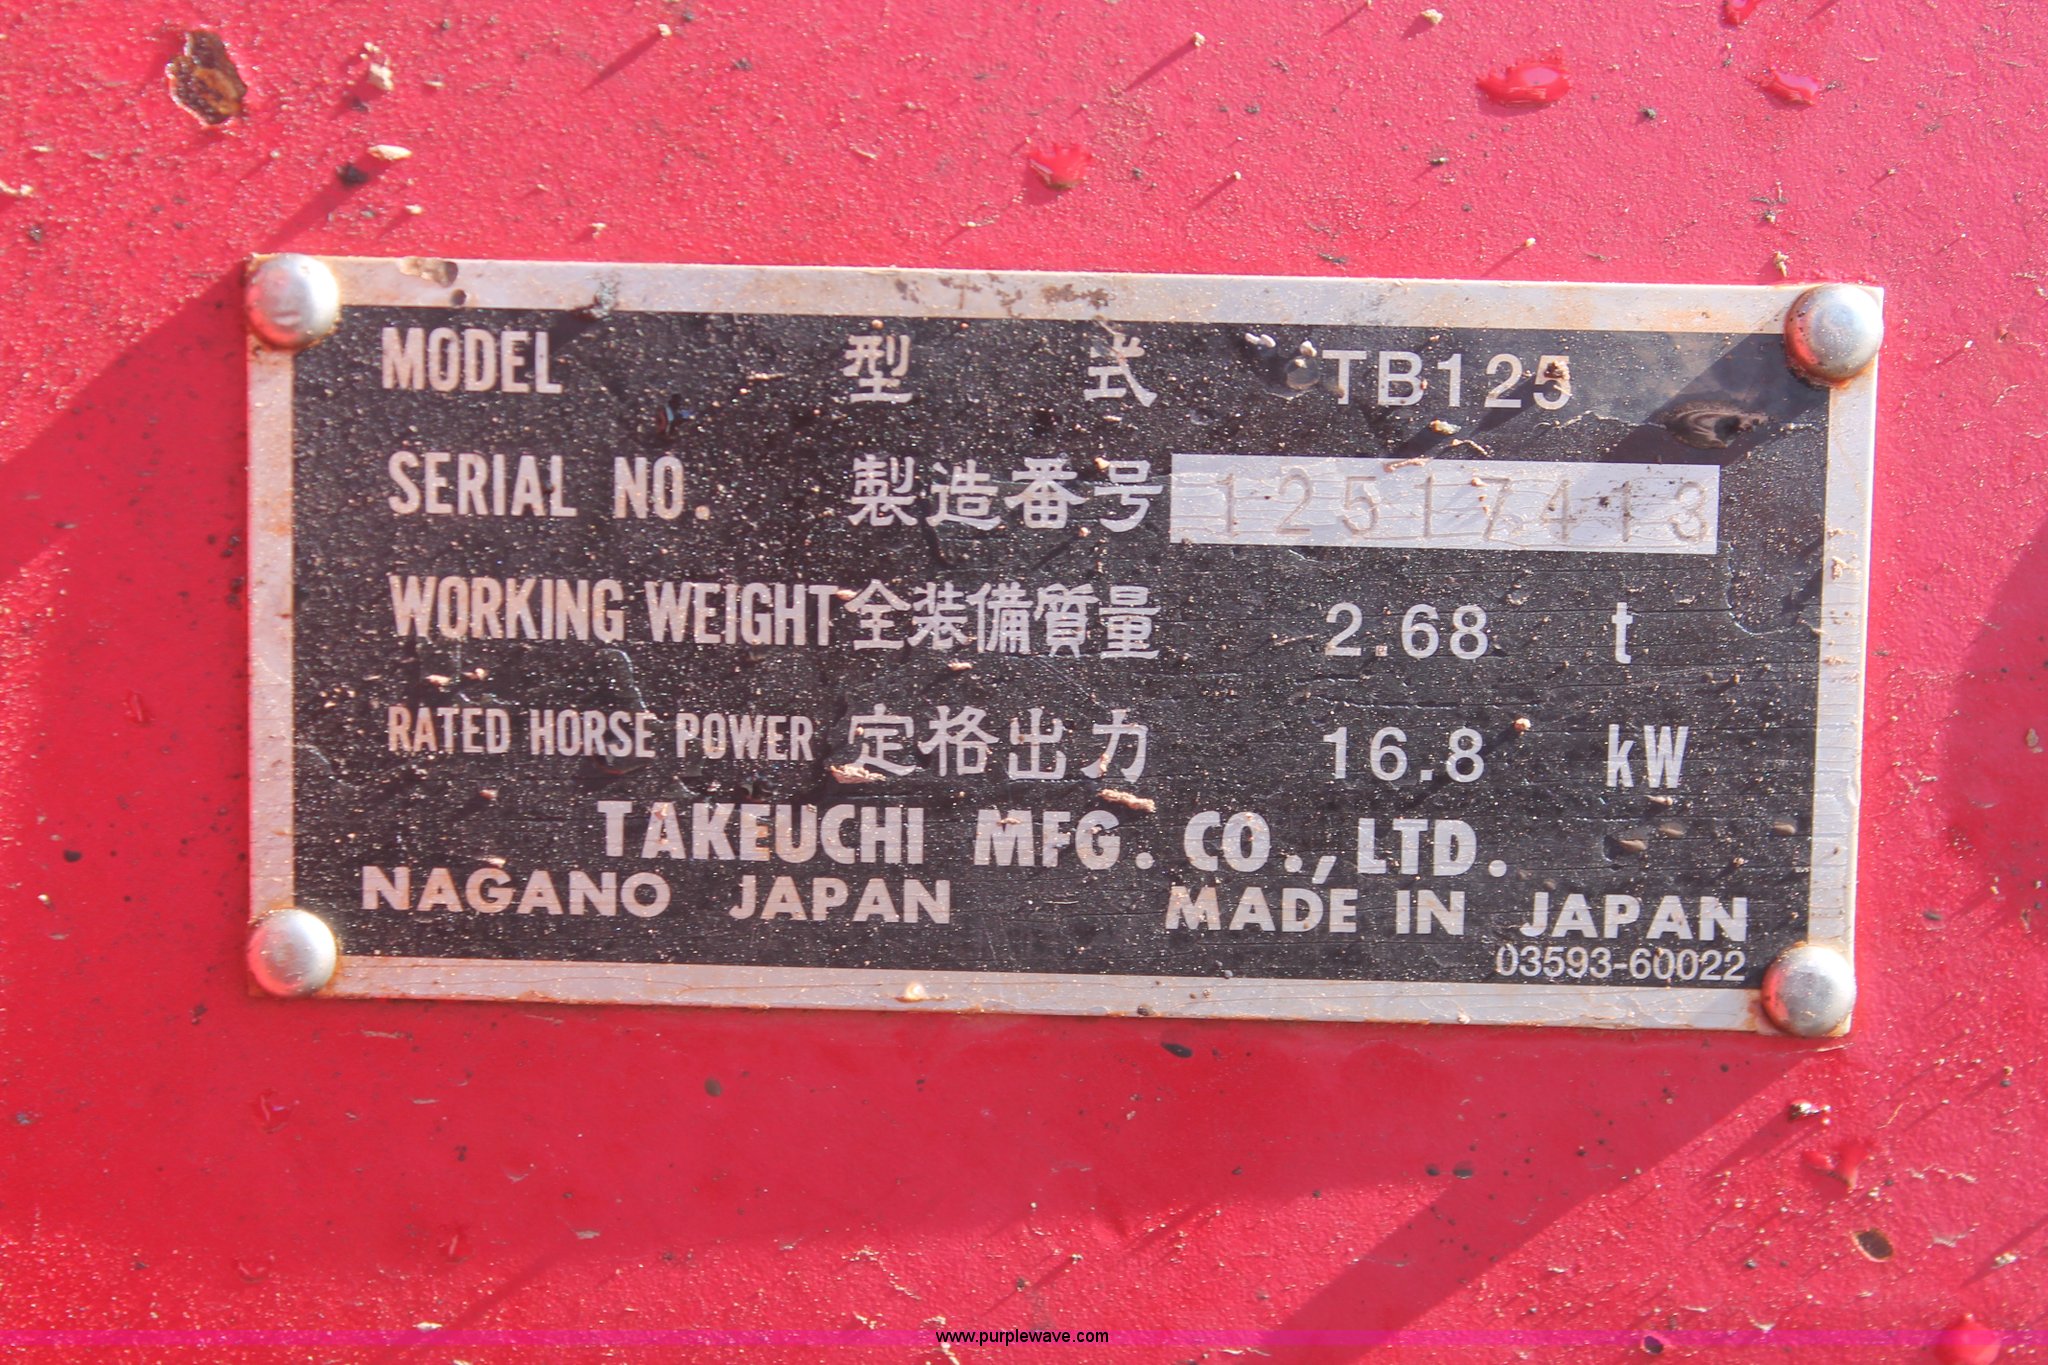 MODEL 型式 TB125
SERIAL NO. 製造番号 12517413
WORKING WEIGHT 全装備質量 2.68 t
RATED HORSE POWER 定格出力 16.8 kW
TAKEUCHI MFG. CO., LTD.
NAGANO JAPAN MADE IN JAPAN
03593-60022
www.purplewave.com